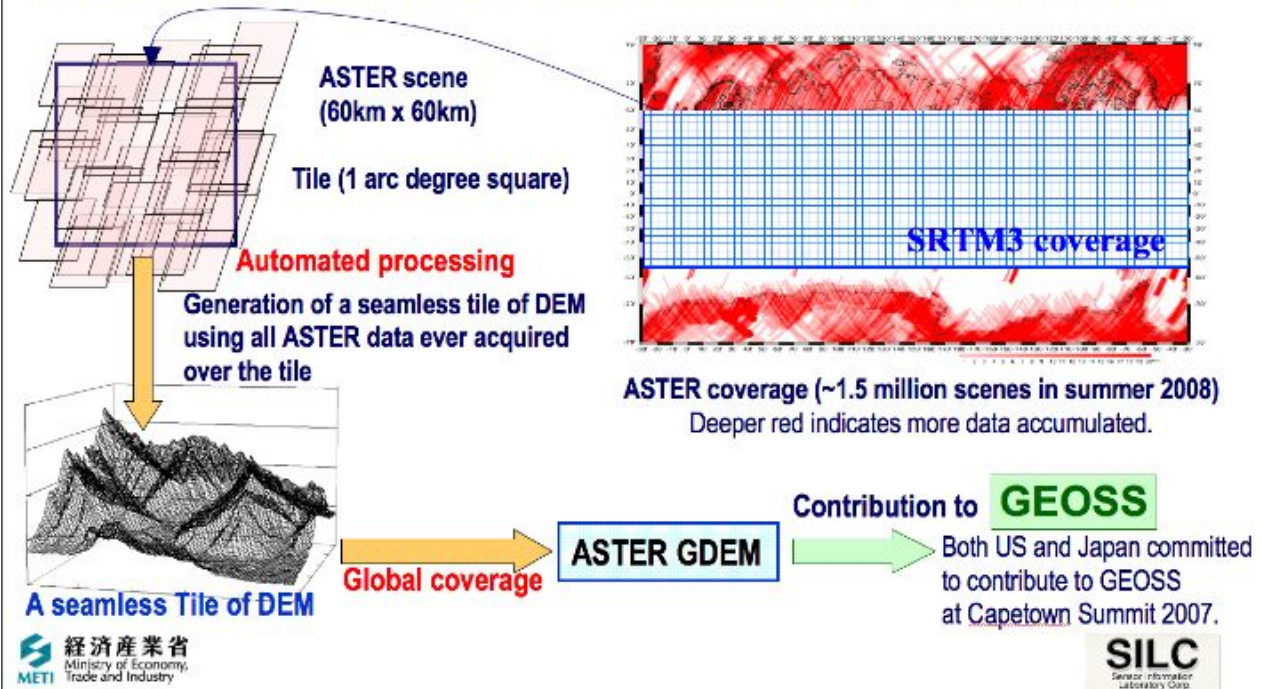 ASTER scene
(60km x 60km)
Tile (1 arc degree square)
Automated processing
Generation of a seamless tile of DEM
using all ASTER data ever acquired
over the tile
SRTM3 coverage
ASTER coverage (~1.5 million scenes in summer 2008)
Deeper red indicates more data accumulated.
A seamless Tile of DEM
Global coverage
ASTER GDEM
Contribution to GEOSS
Both US and Japan committed
to contribute to GEOSS
at Capetown Summit 2007.
経済産業省
Ministry of Economy,
Trade and Industry
METI
SILC
Sensor Information
Laboratory Corp.